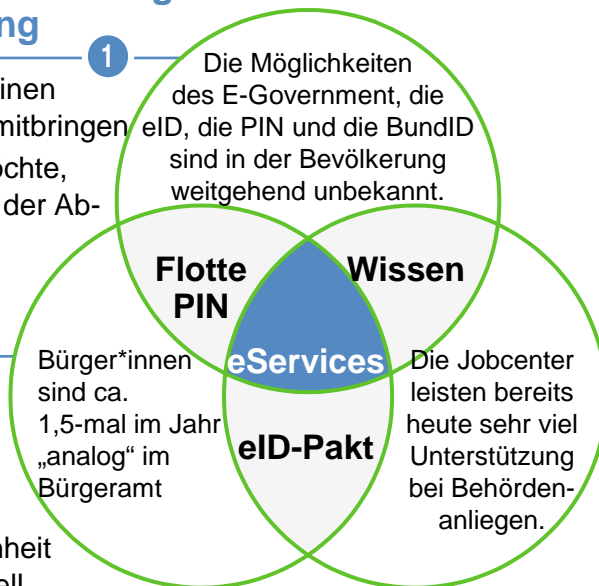 ng
1
inen
mitbringen
ochte,
der Ab-
nheit
ell
Die Möglichkeiten
des E-Government, die
eID, die PIN und die BundID
sind in der Bevölkerung
weitgehend unbekannt.
Flotte
PIN
Wissen
eServices
Bürger*innen
sind ca.
1,5-mal im Jahr
„analog“ im
Bürgeramt
eID-Pakt
Die Jobcenter
leisten bereits
heute sehr viel
Unterstützung
bei Behörden-
anliegen.